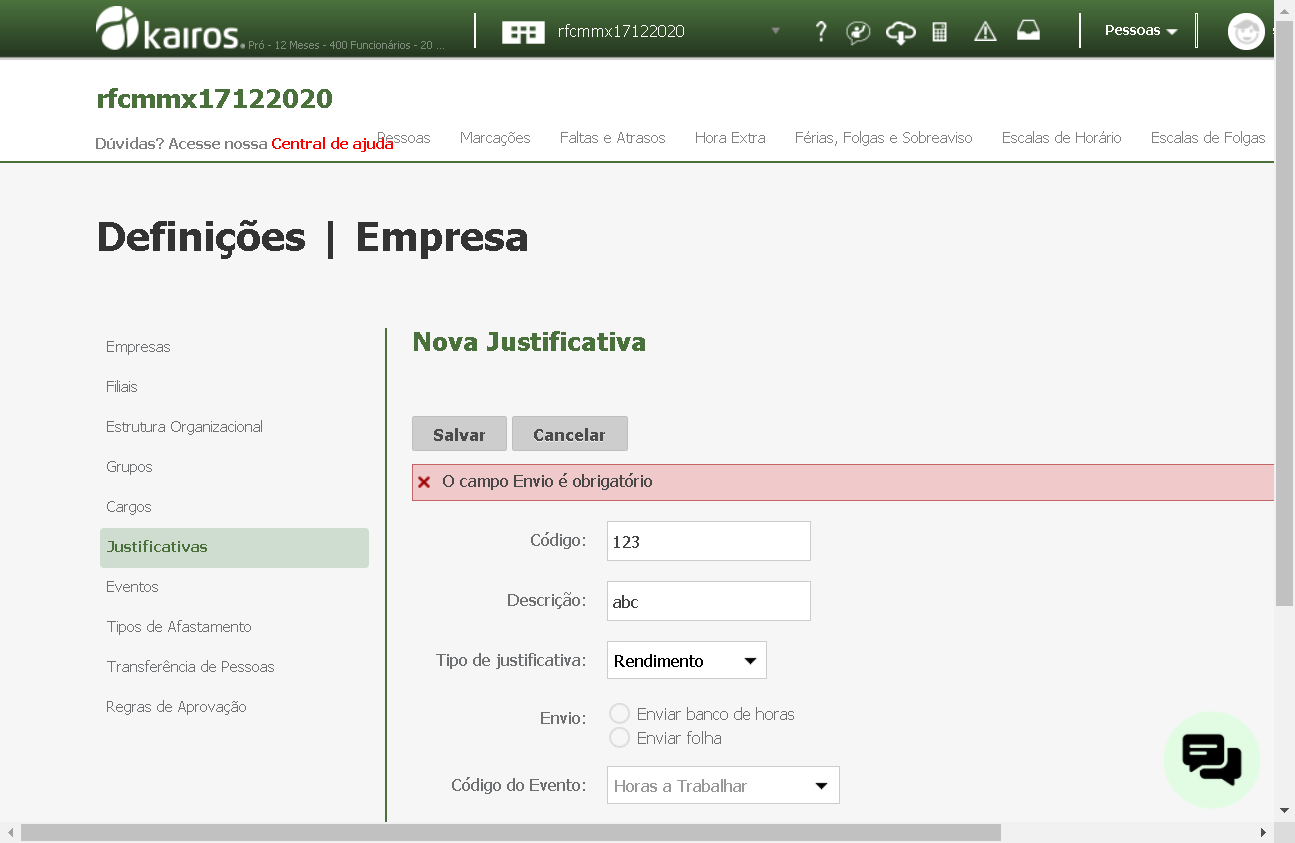 kairos. Pró - 12 Meses - 400 Funcionários - 20 ... rfcmmx17122020 ? Pessoas
rfcmmx17122020
Dúvidas? Acesse nossa Central de ajuda Pessoas Marcações Faltas e Atrasos Hora Extra Férias, Folgas e Sobreaviso Escalas de Horário Escalas de Folgas
Definições | Empresa
Empresas
Filiais
Estrutura Organizacional
Grupos
Cargos
Justificativas
Eventos
Tipos de Afastamento
Transferência de Pessoas
Regras de Aprovação
Nova Justificativa
Salvar Cancelar
O campo Envio é obrigatório
Código: 123
Descrição: abc
Tipo de justificativa: Rendimento
Envio: Enviar banco de horas
Enviar folha
Código do Evento: Horas a Trabalhar